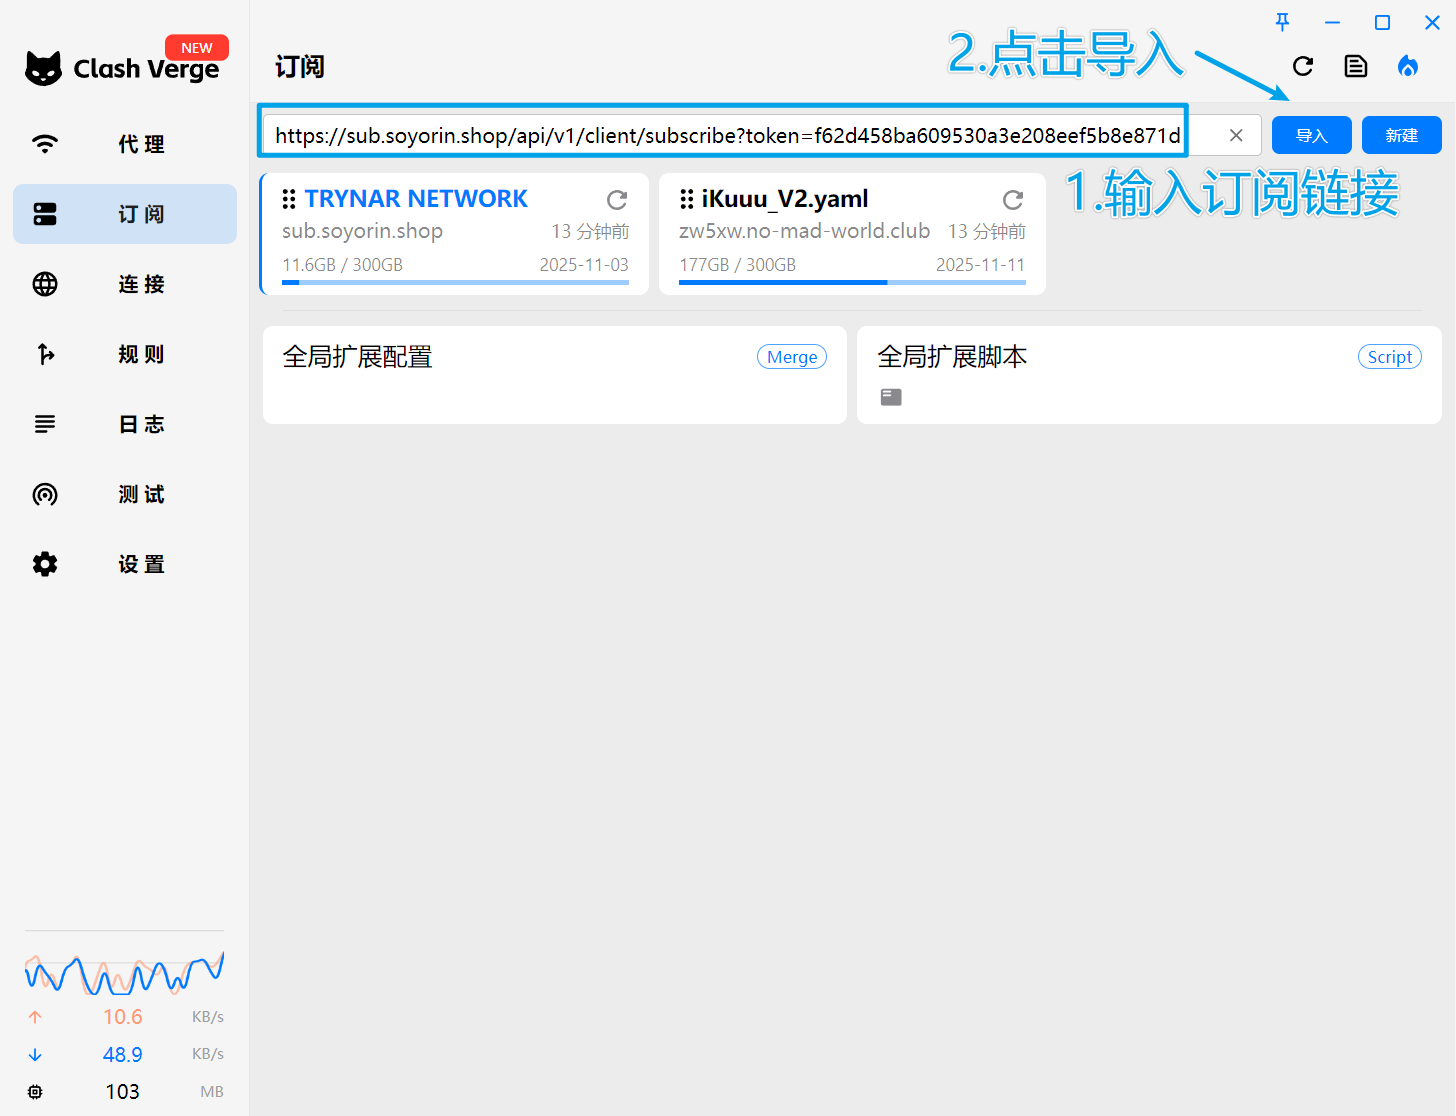 NEW
Clash Verge
代理
订阅
连接
规则
日志
测试
设置
10.6 KB/s
48.9 KB/s
103 MB
订阅
2.点击导入
https://sub.soyorin.shop/api/v1/client/subscribe?token=f62d458ba609530a3e208eef5b8e871d
导入
新建
1.输入订阅链接
TRYNAR NETWORK
sub.soyorin.shop 13 分钟前
11.6GB / 300GB 2025-11-03
iKuuu_V2.yaml
zw5xw.no-mad-world.club 13 分钟前
177GB / 300GB 2025-11-11
全局扩展配置 Merge
全局扩展脚本 Script